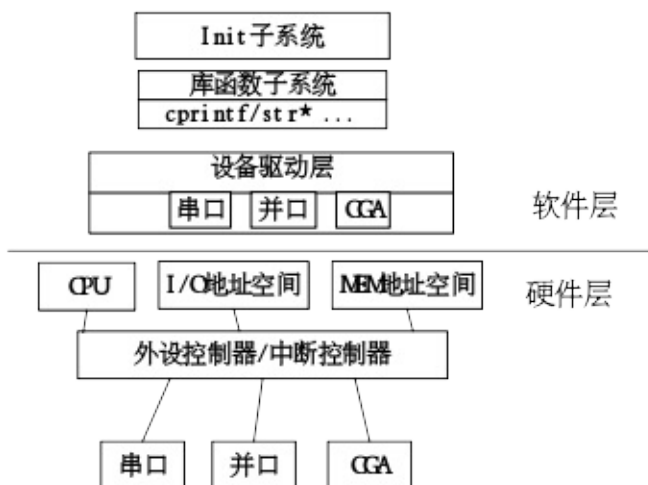 Init子系统
库函数子系统
cprintf/str* ...
设备驱动层
串口 并口 CGA
软件层
CPU I/O地址空间 MEM地址空间
硬件层
外设控制器/中断控制器
串口 并口 CGA